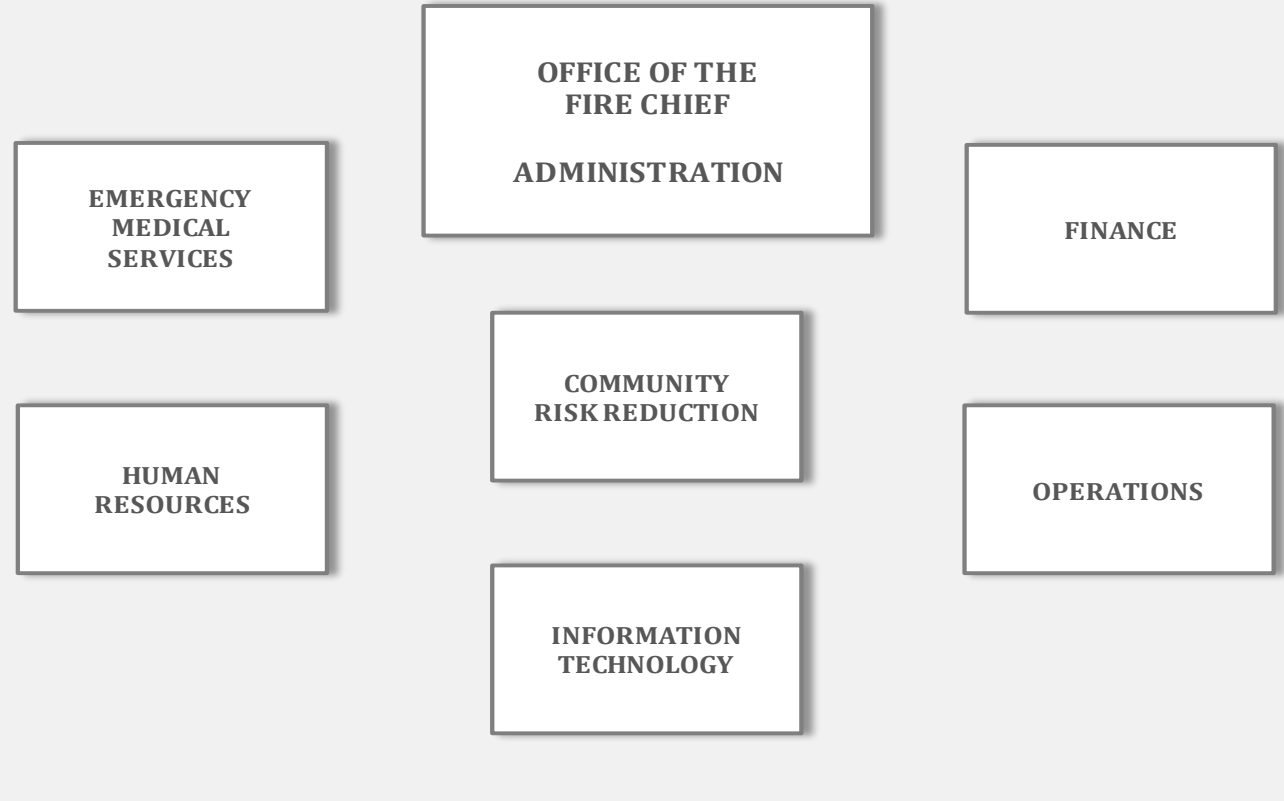 OFFICE OF THE
FIRE CHIEF
ADMINISTRATION
EMERGENCY
MEDICAL
SERVICES
FINANCE
COMMUNITY
RISK REDUCTION
HUMAN
RESOURCES
OPERATIONS
INFORMATION
TECHNOLOGY